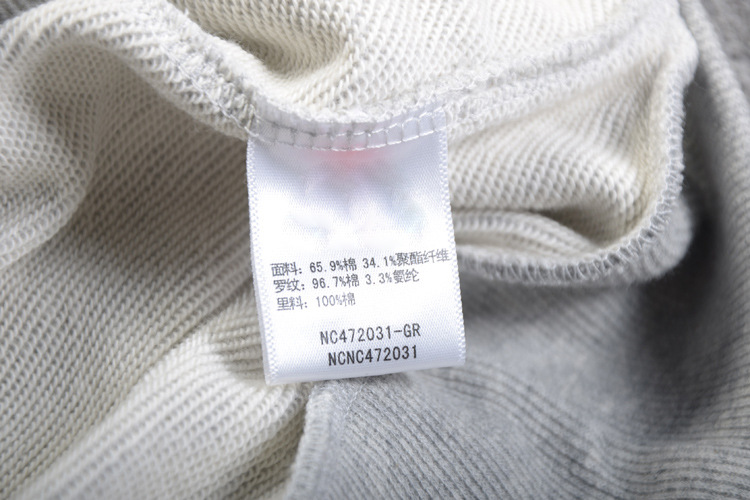 面料: 65.9%棉 34.1%聚酯纤维
罗纹: 96.7%棉 3.3%氨纶
里料: 100%棉
NC472031-GR
NCNC472031